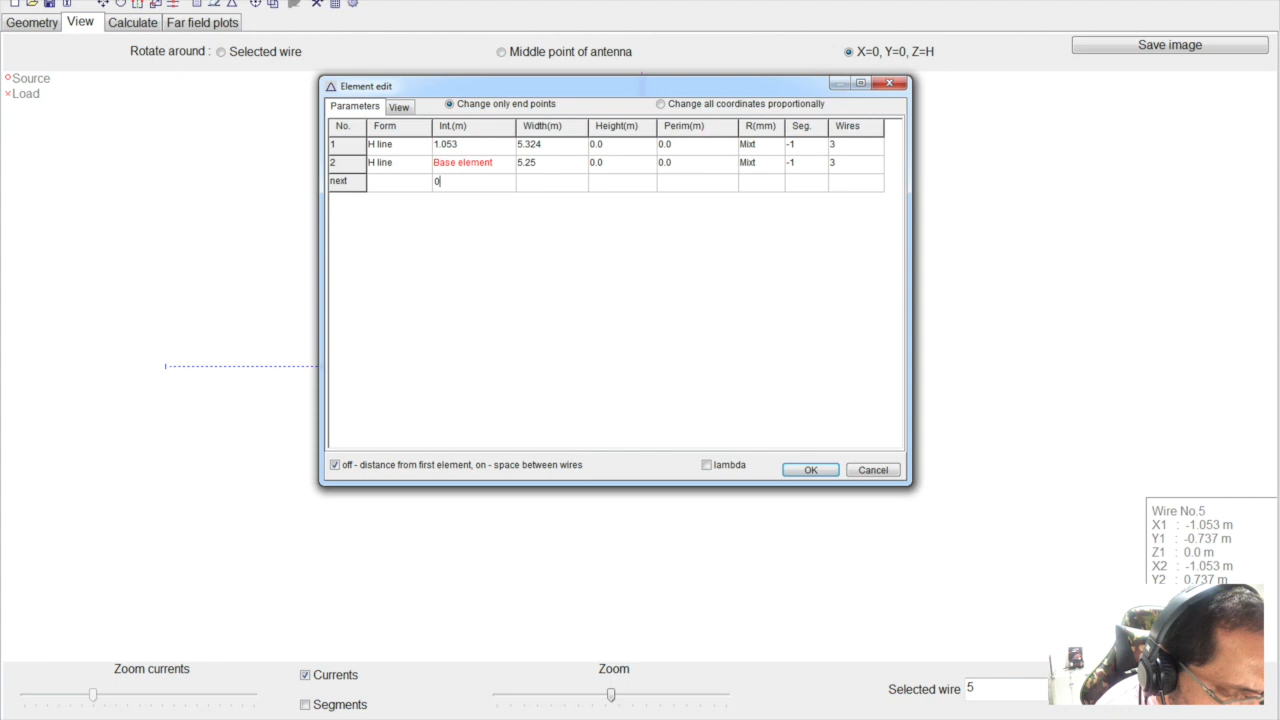 Geometry View Calculate Far field plots
Rotate around : Selected wire Middle point of antenna X=0, Y=0, Z=H Save image
Source
Load
Element edit
Parameters View Change only end points Change all coordinates proportionally
No. Form Int.(m) Width(m) Height(m) Perim(m) R(mm) Seg. Wires
1 H line 1.053 5.324 0.0 0.0 Mixt -1 3
2 H line Base element 5.25 0.0 0.0 Mixt -1 3
next 0
off - distance from first element, on - space between wires lambda OK Cancel
Wire No.5
X1 : -1.053 m
Y1 : -0.737 m
Z1 : 0.0 m
X2 : -1.053 m
Y2 : 0.737 m
Zoom currents Currents Zoom
Segments Selected wire 5